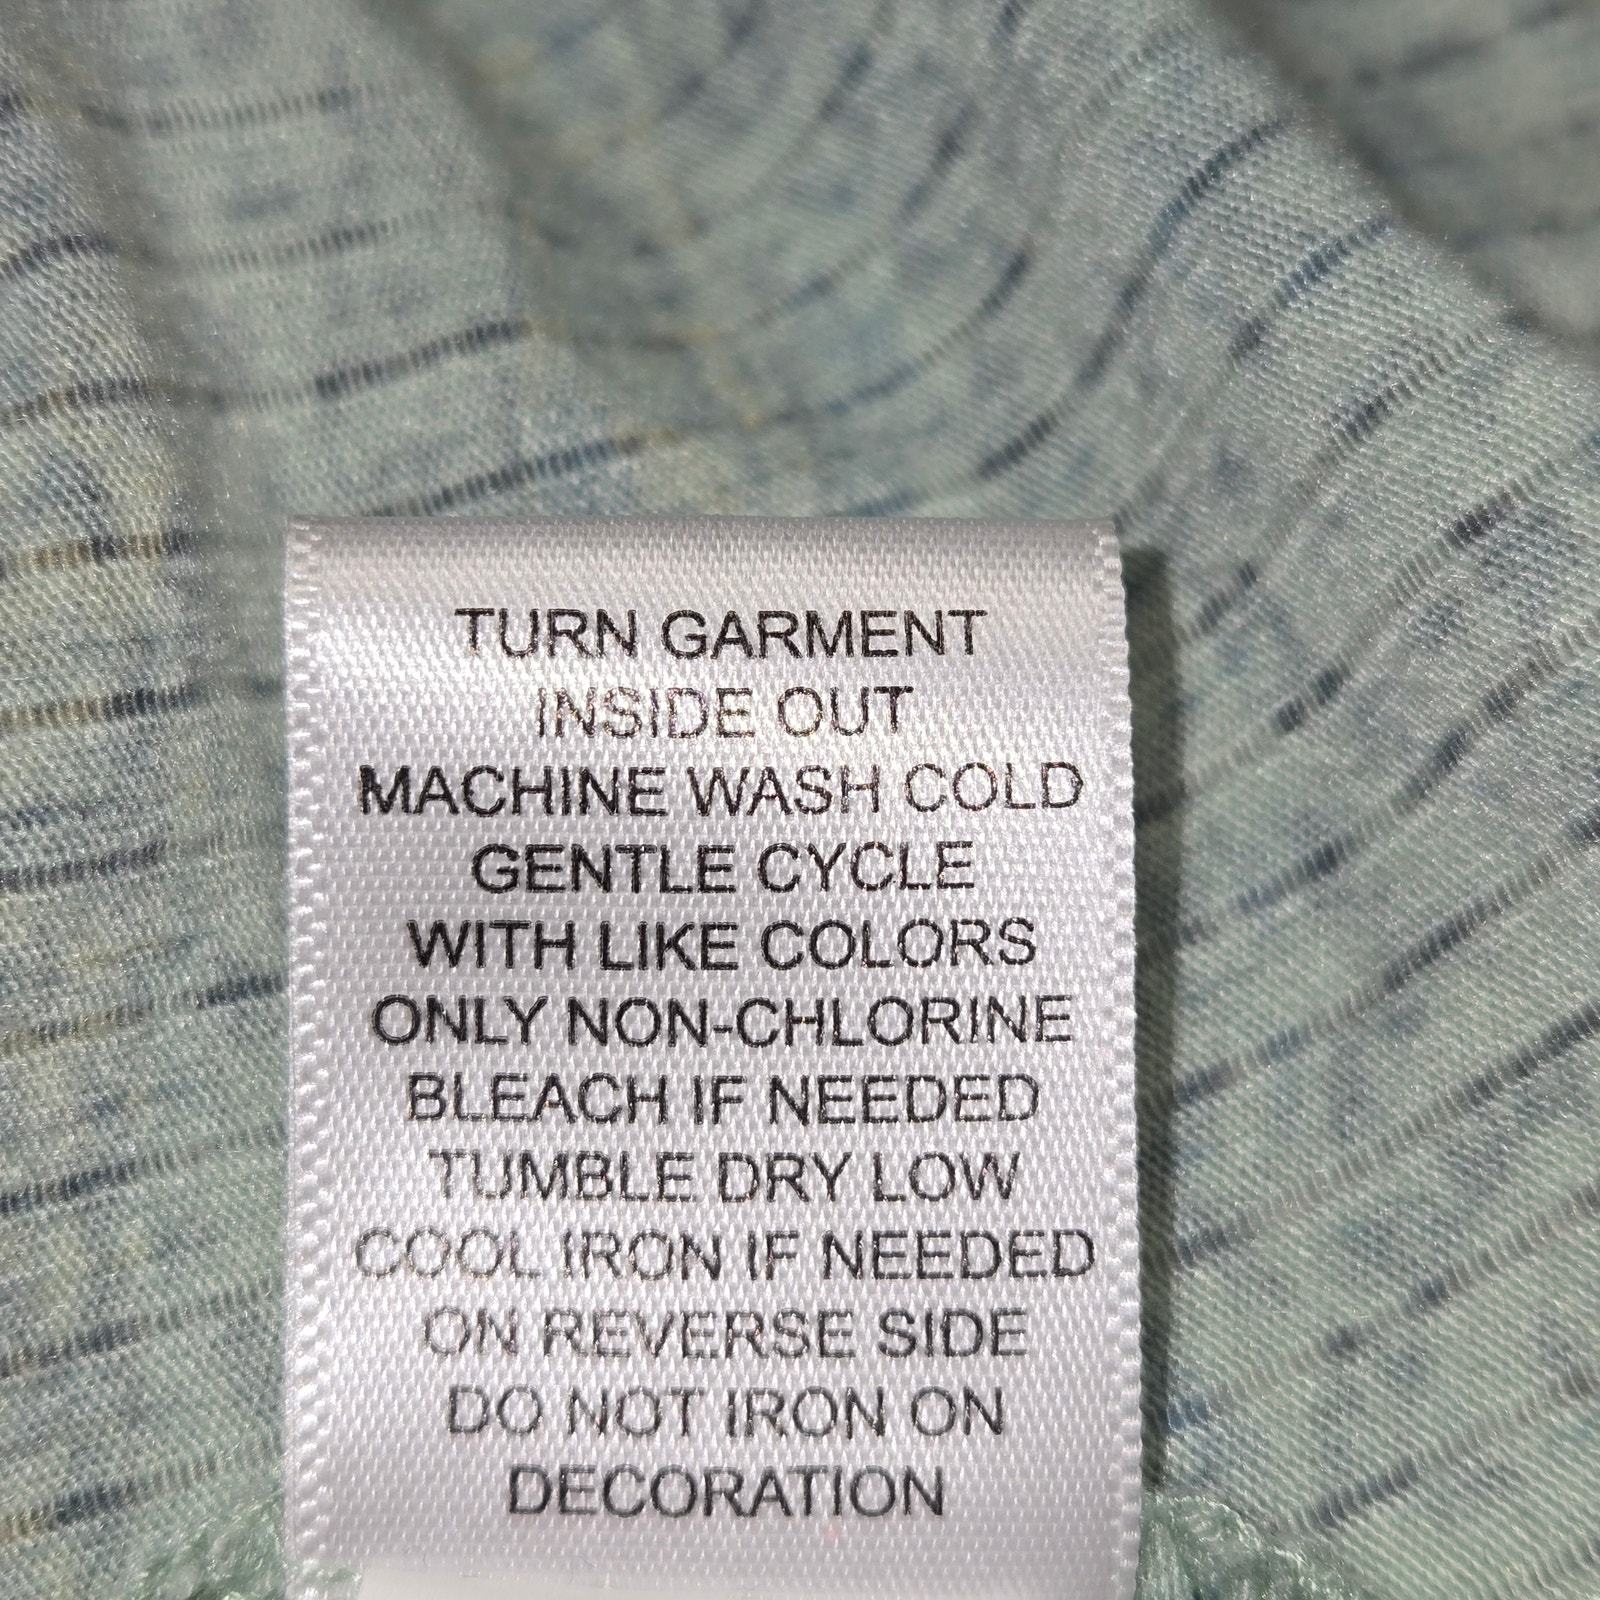 TURN GARMENT
INSIDE OUT
MACHINE WASH COLD
GENTLE CYCLE
WITH LIKE COLORS
ONLY NON-CHLORINE
BLEACH IF NEEDED
TUMBLE DRY LOW
COOL IRON IF NEEDED
ON REVERSE SIDE
DO NOT IRON ON
DECORATION